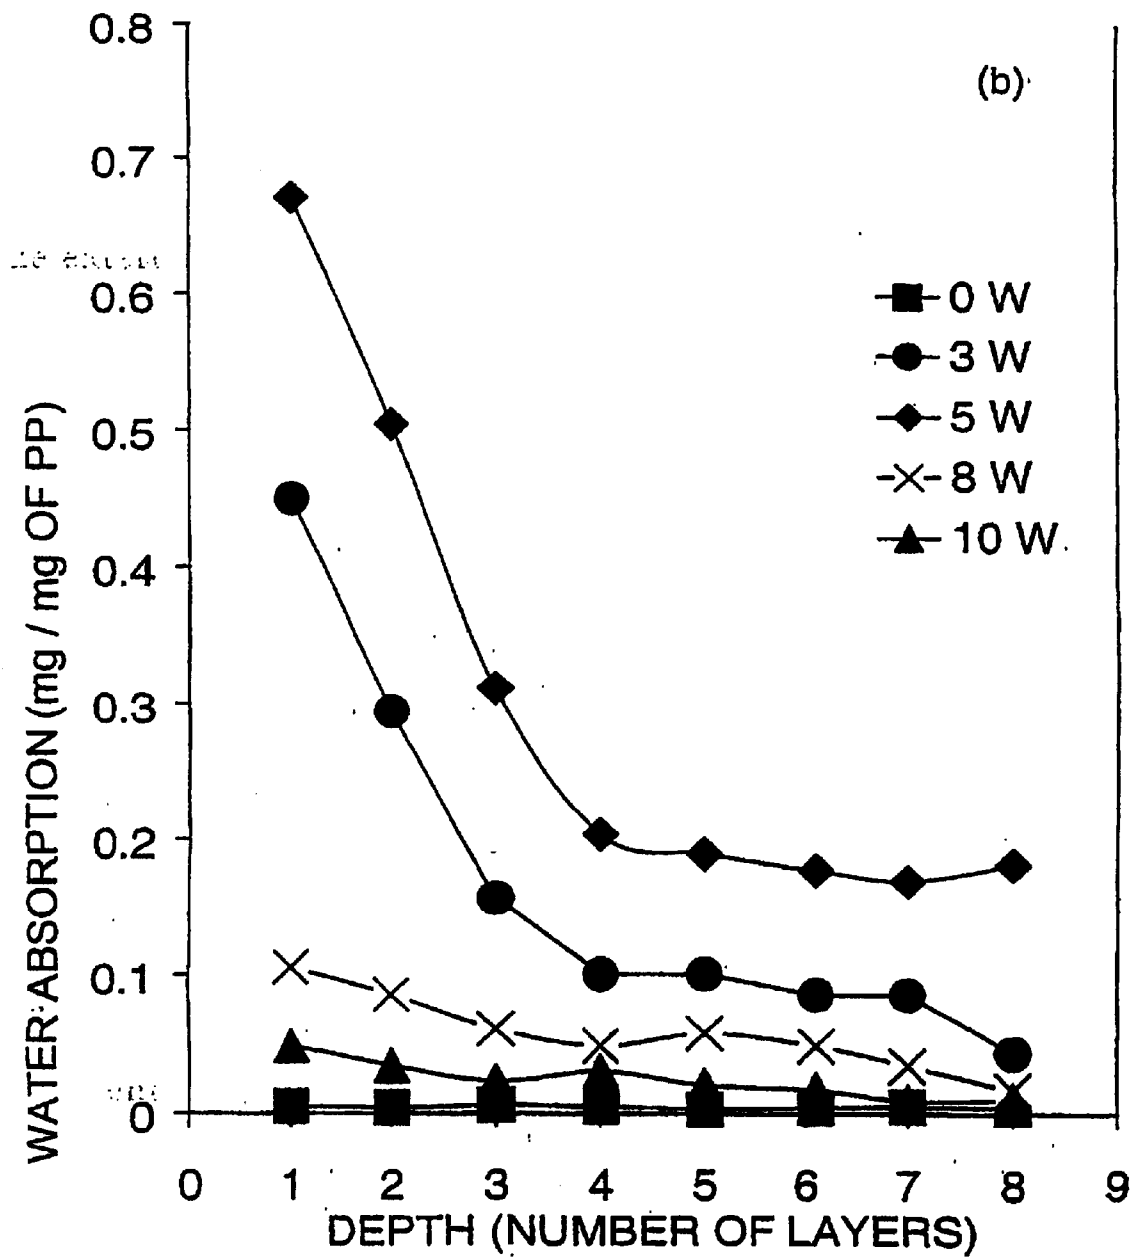 0.8
(b)
0.7
0.6
0 W
3 W
0.5
5 W
8 W
0.4
10 W
0.3
0.2
0.1
0
WATER ABSORPTION (mg / mg OF PP)
0 1 2 3 4 5 6 7 8 9
DEPTH (NUMBER OF LAYERS)